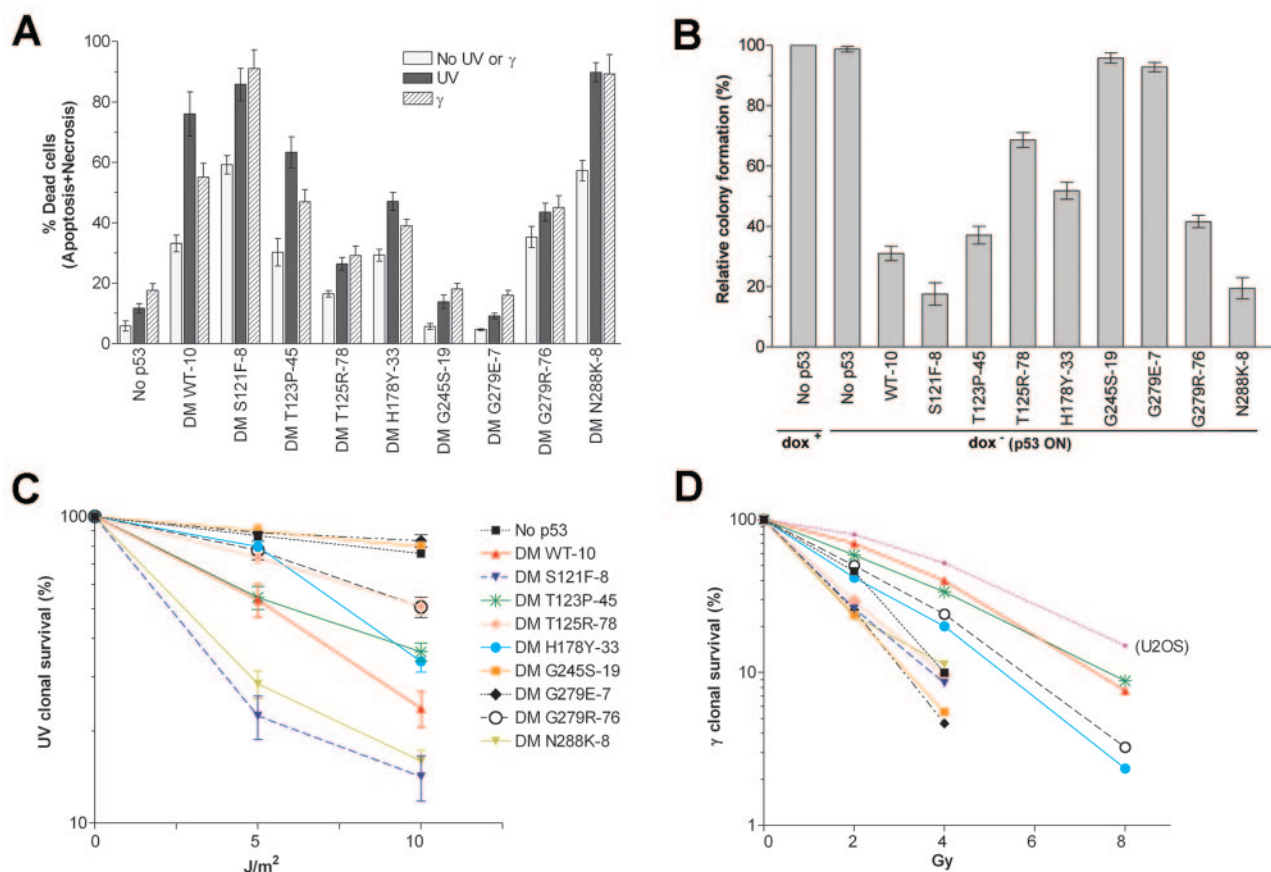 A
% Dead cells
(Apoptosis+Necrosis)
100
80
60
40
20
0
No UV or γ
UV
γ
No p53
DM WT-10
DM S121F-8
DM T123P-45
DM T125R-78
DM H178Y-33
DM G245S-19
DM G279E-7
DM G279R-76
DM N288K-8
B
Relative colony formation (%)
100
80
60
40
20
0
No p53
No p53
WT-10
S121F-8
T123P-45
T125R-78
H178Y-33
G245S-19
G279E-7
G279R-76
N288K-8
dox +
dox - (p53 ON)
C
UV clonal survival (%)
100
10
0
5
10
J/m2
No p53
DM WT-10
DM S121F-8
DM T123P-45
DM T125R-78
DM H178Y-33
DM G245S-19
DM G279E-7
DM G279R-76
DM N288K-8
D
γ clonal survival (%)
100
10
1
0
2
4
6
8
Gy
(U2OS)